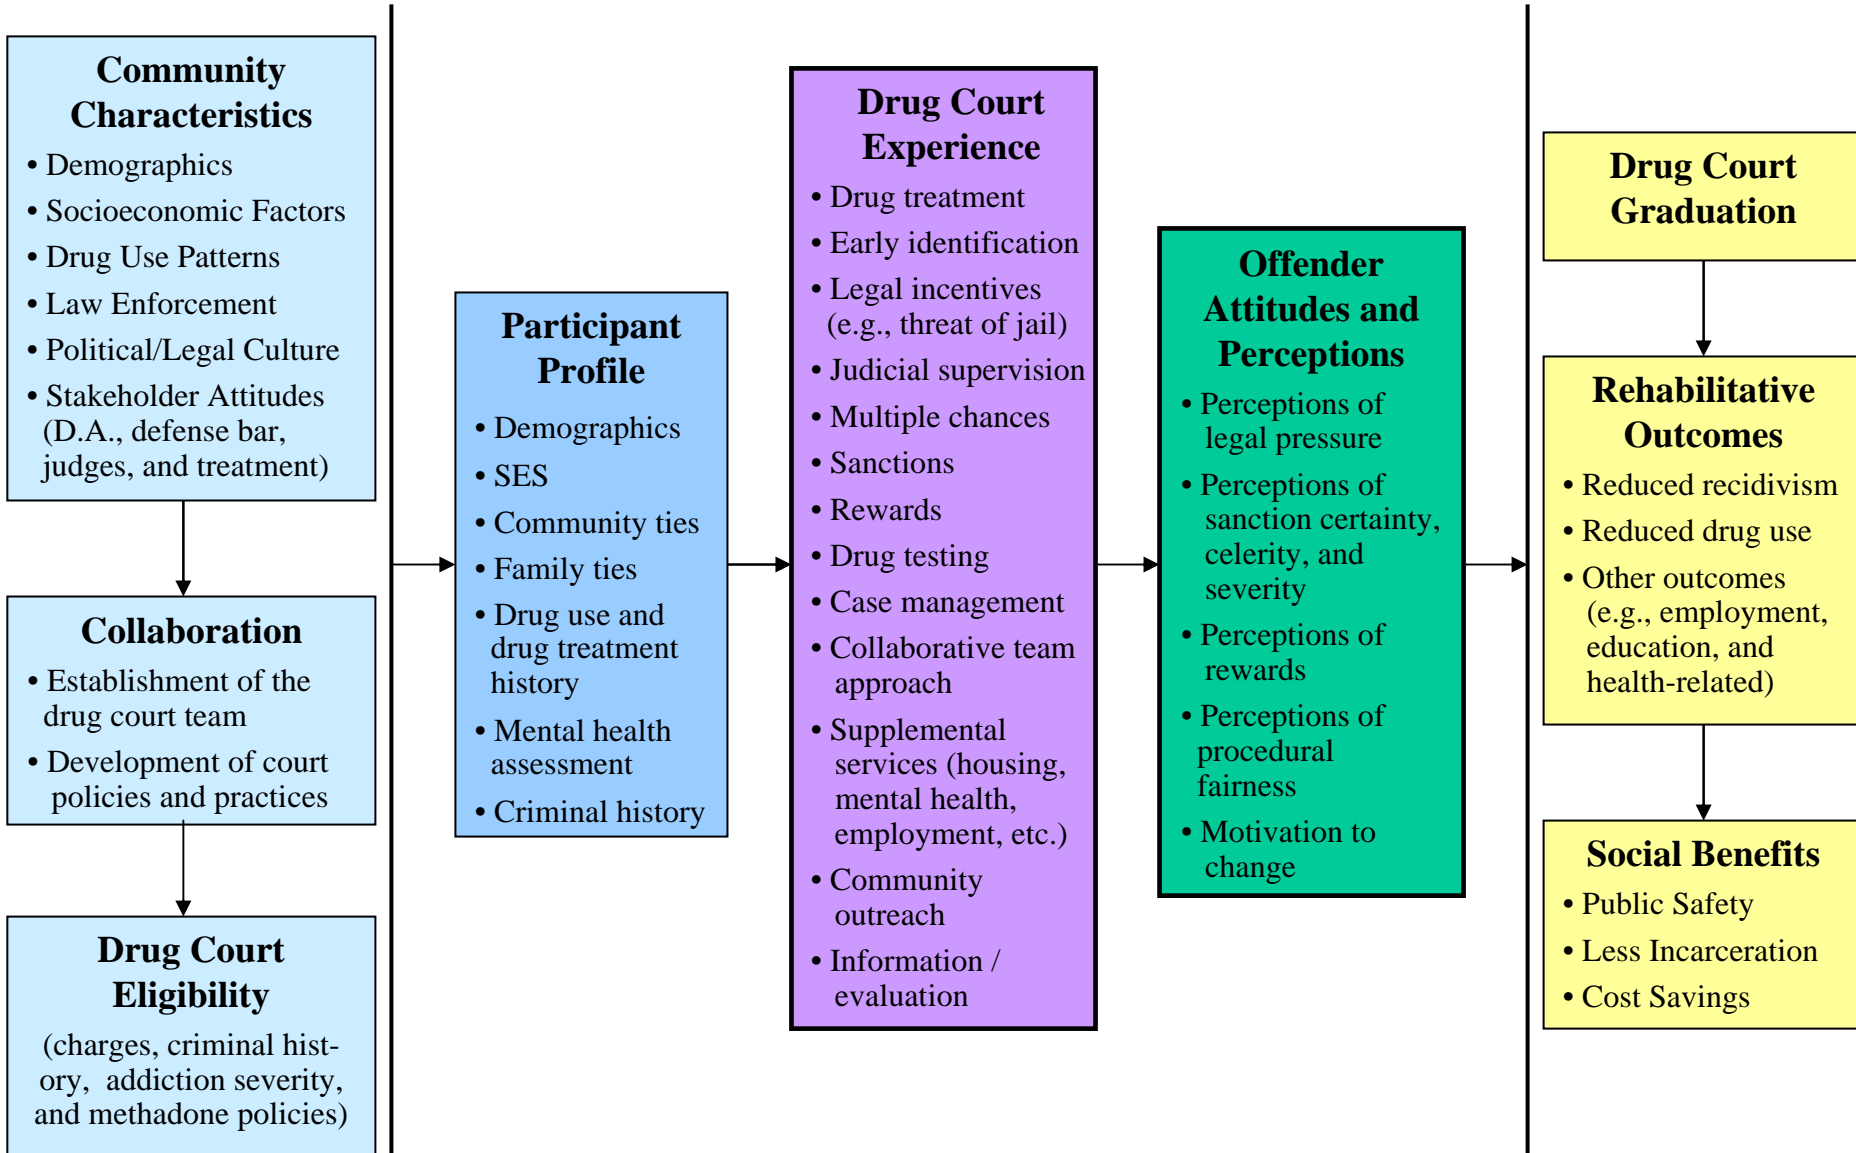 Community
Characteristics
• Demographics
• Socioeconomic Factors
• Drug Use Patterns
• Law Enforcement
• Political/Legal Culture
• Stakeholder Attitudes
(D.A., defense bar,
judges, and treatment)
Collaboration
• Establishment of the
drug court team
• Development of court
policies and practices
Drug Court
Eligibility
(charges, criminal hist-
ory, addiction severity,
and methadone policies)
Participant
Profile
• Demographics
• SES
• Community ties
• Family ties
• Drug use and
drug treatment
history
• Mental health
assessment
• Criminal history
Drug Court
Experience
• Drug treatment
• Early identification
• Legal incentives
(e.g., threat of jail)
• Judicial supervision
• Multiple chances
• Sanctions
• Rewards
• Drug testing
• Case management
• Collaborative team
approach
• Supplemental
services (housing,
mental health,
employment, etc.)
• Community
outreach
• Information /
evaluation
Offender
Attitudes and
Perceptions
• Perceptions of
legal pressure
• Perceptions of
sanction certainty,
celerity, and
severity
• Perceptions of
rewards
• Perceptions of
procedural
fairness
• Motivation to
change
Drug Court
Graduation
Rehabilitative
Outcomes
• Reduced recidivism
• Reduced drug use
• Other outcomes
(e.g., employment,
education, and
health-related)
Social Benefits
• Public Safety
• Less Incarceration
• Cost Savings